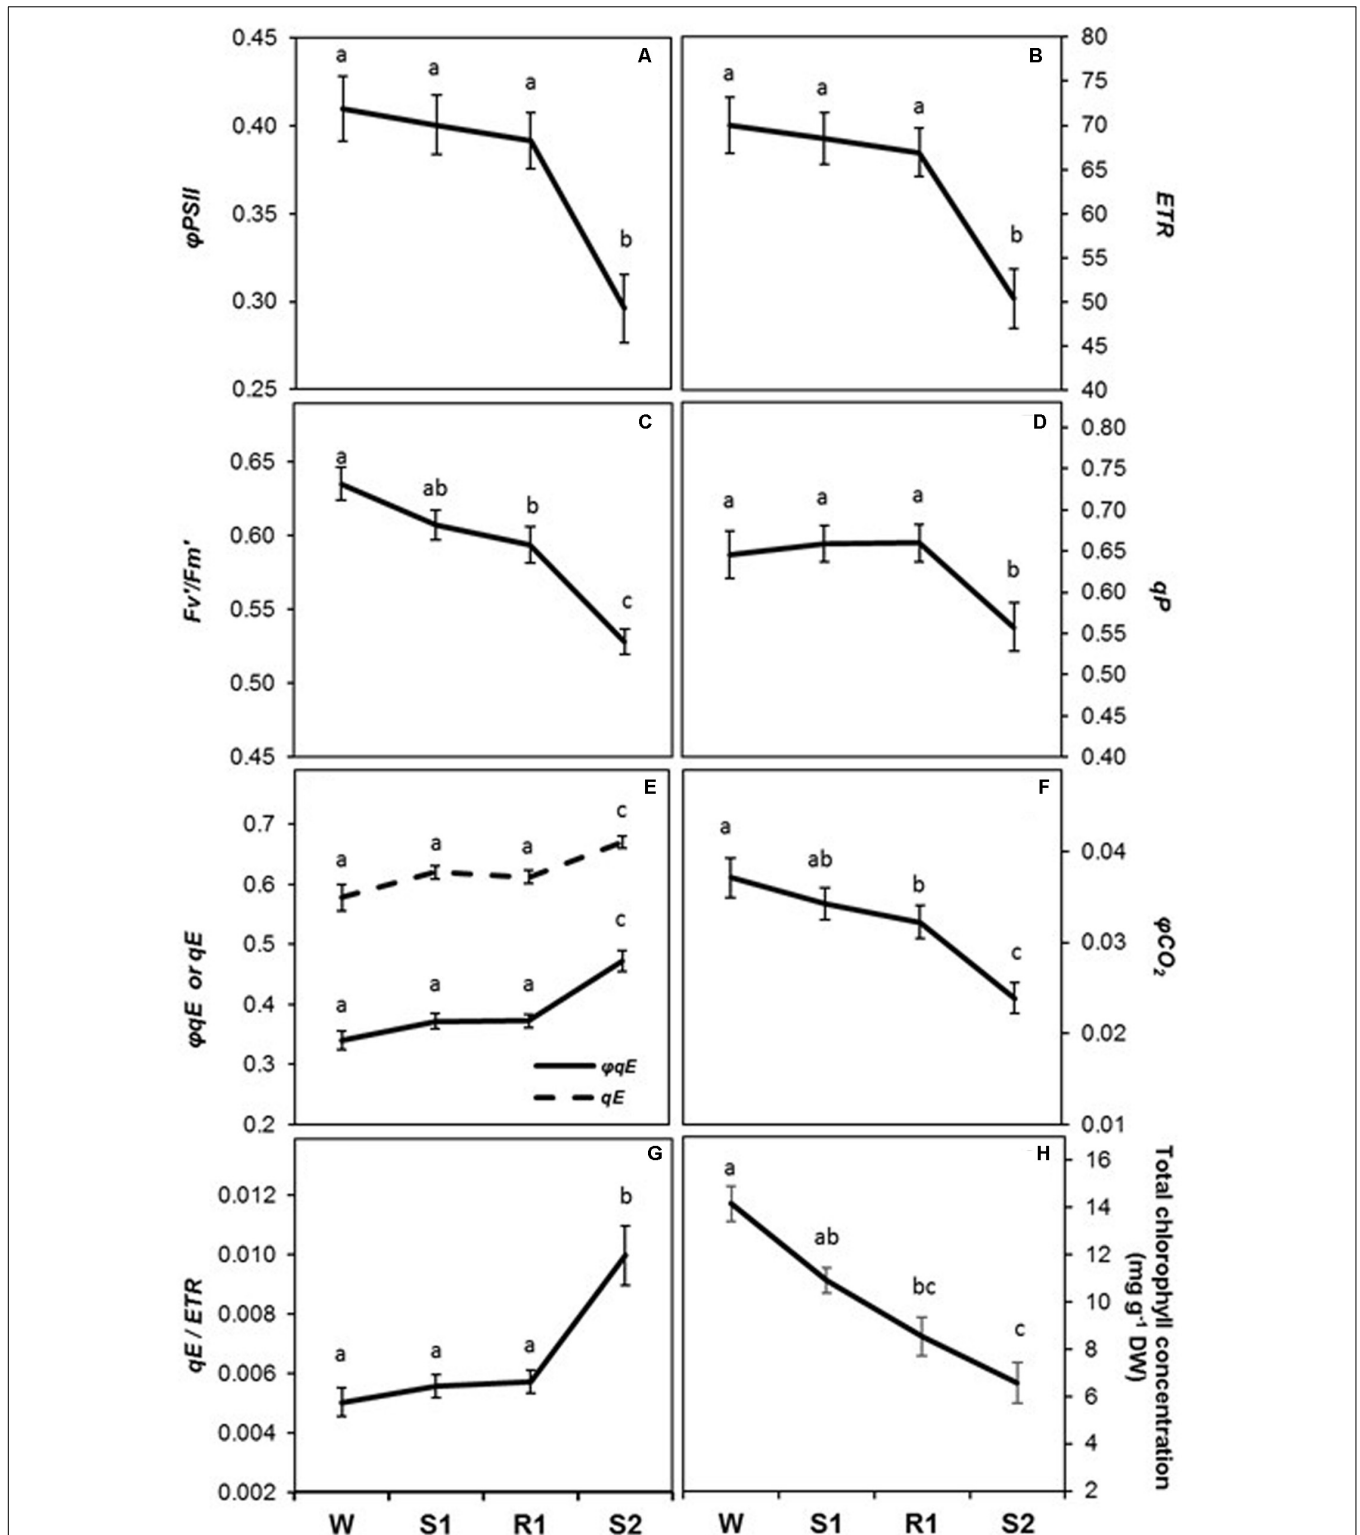 A
0.45
0.40
0.35
0.30
0.25
φPSII
a
a
a
b
B
80
75
70
65
60
55
50
45
40
ETR
a
a
a
b
C
0.65
0.60
0.55
0.50
0.45
Fv'/Fm'
a
ab
b
c
D
0.80
0.75
0.70
0.65
0.60
0.55
0.50
0.45
0.40
qP
a
a
a
b
E
0.7
0.6
0.5
0.4
0.3
0.2
φqE or qE
a
a
a
c
a
a
a
c
φqE
qE
F
0.04
0.03
0.02
0.01
φCO₂
a
ab
b
c
G
0.012
0.010
0.008
0.006
0.004
0.002
qE / ETR
a
a
a
b
W
S1
R1
S2
H
16
14
12
10
8
6
4
2
Total chlorophyll concentration
(mg g⁻¹ DW)
a
ab
bc
c
W
S1
R1
S2